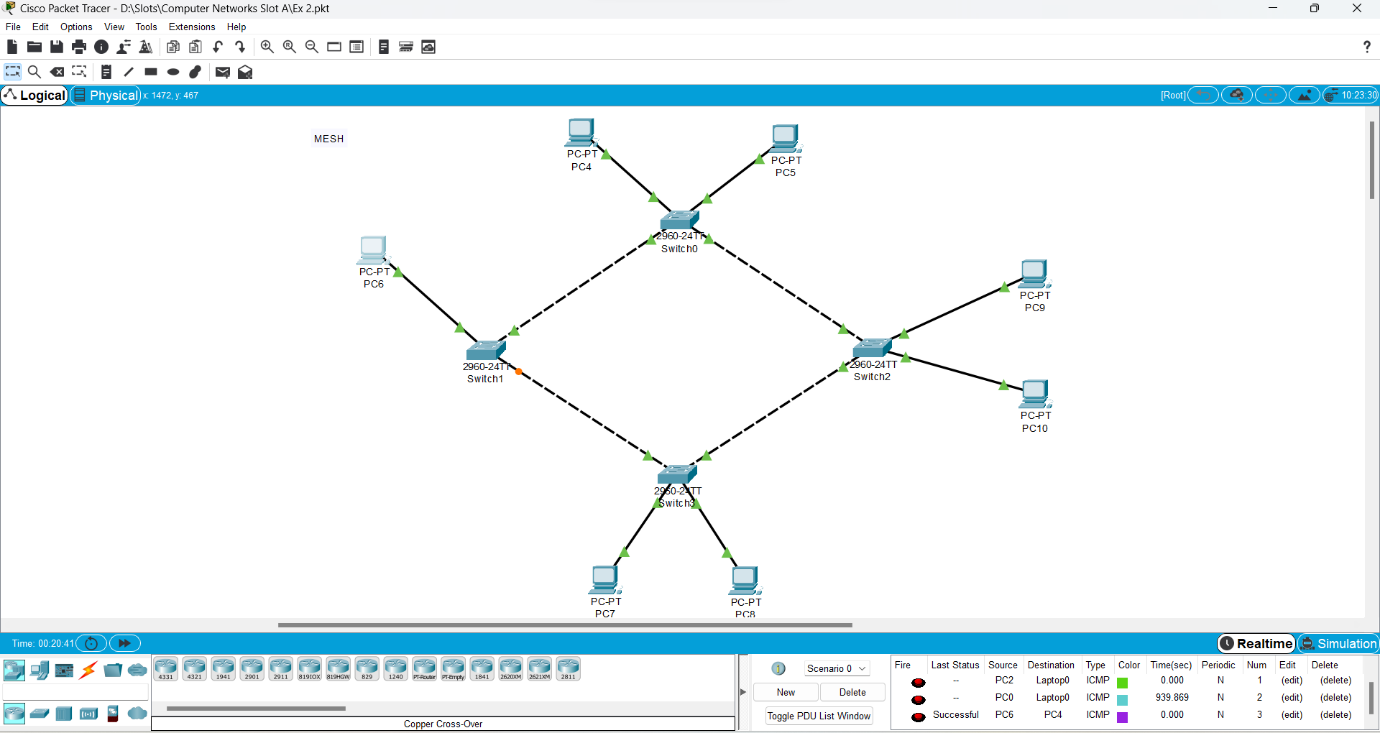 Cisco Packet Tracer - D:\Slots\Computer Networks Slot A\Ex 2.pkt
File Edit Options View Tools Extensions Help
?
Logical Physical x: 1472, y: 467 [Root] 10:23:30
MESH
PC-PT
PC4
PC-PT
PC5
2960-24TT
Switch0
PC-PT
PC6
PC-PT
PC9
2960-24TT
Switch1
2960-24TT
Switch2
PC-PT
PC10
2960-24TT
Switch3
PC-PT
PC7
PC-PT
PC8
Time: 00:20:41 Realtime Simulation
4331 4321 1941 2901 2911 819IOX 819HGW 829 1240 PT-Router PT-Empty 1841 2620XM 2621XM 2811
Copper Cross-Over
Scenario 0
New Delete
Toggle PDU List Window
Fire Last Status Source Destination Type Color Time(sec) Periodic Num Edit Delete
-- PC2 Laptop0 ICMP 0.000 N 1 (edit) (delete)
-- PC0 Laptop0 ICMP 939.869 N 2 (edit) (delete)
Successful PC6 PC4 ICMP 0.000 N 3 (edit) (delete)